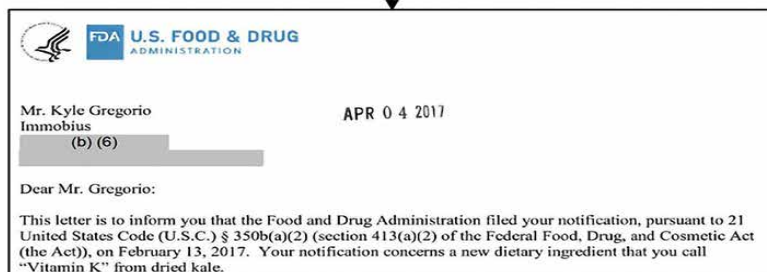 FDA U.S. FOOD & DRUG
ADMINISTRATION
Mr. Kyle Gregorio
APR 04 2017
Immobius
(b) (6)
Dear Mr. Gregorio:
This letter is to inform you that the Food and Drug Administration filed your notification, pursuant to 21
United States Code (U.S.C.) § 350b(a)(2) (section 413(a)(2) of the Federal Food, Drug, and Cosmetic Act
(the Act)), on February 13, 2017. Your notification concerns a new dietary ingredient that you call
“Vitamin K” from dried kale.